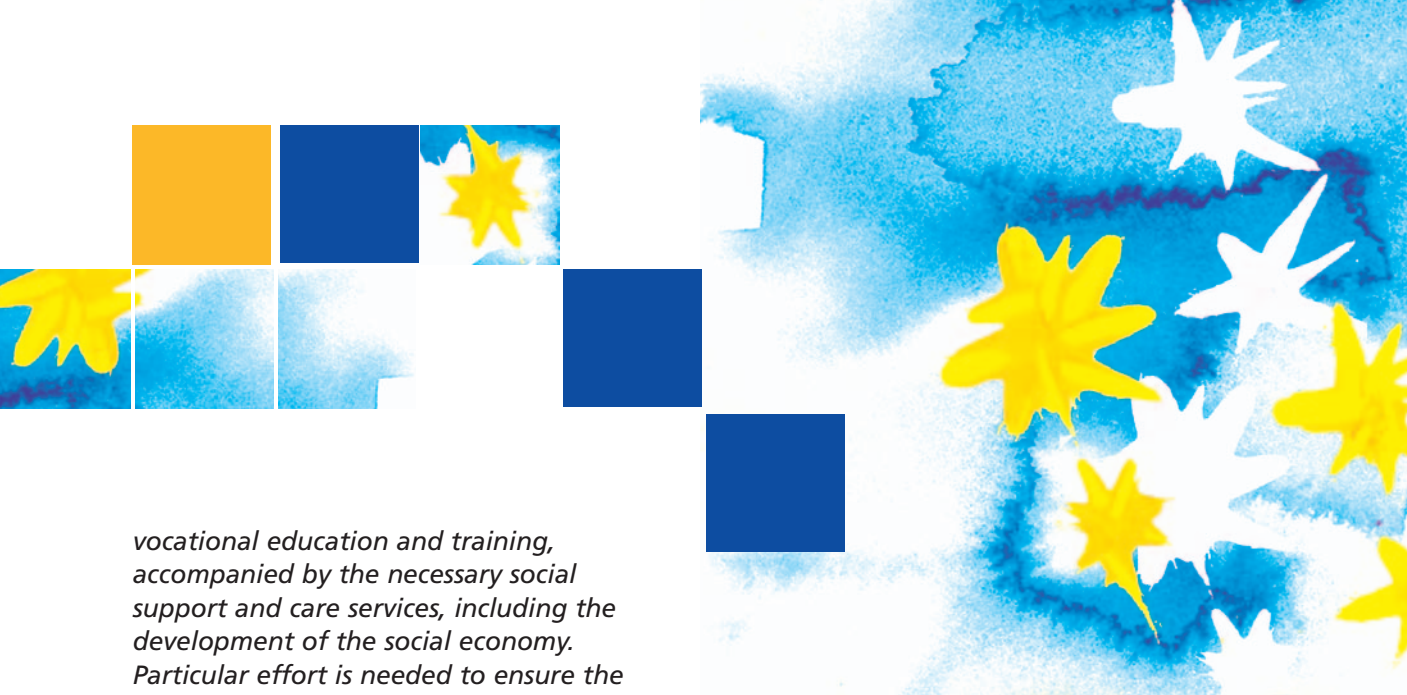 vocational education and training,
accompanied by the necessary social
support and care services, including the
development of the social economy.
Particular effort is needed to ensure the